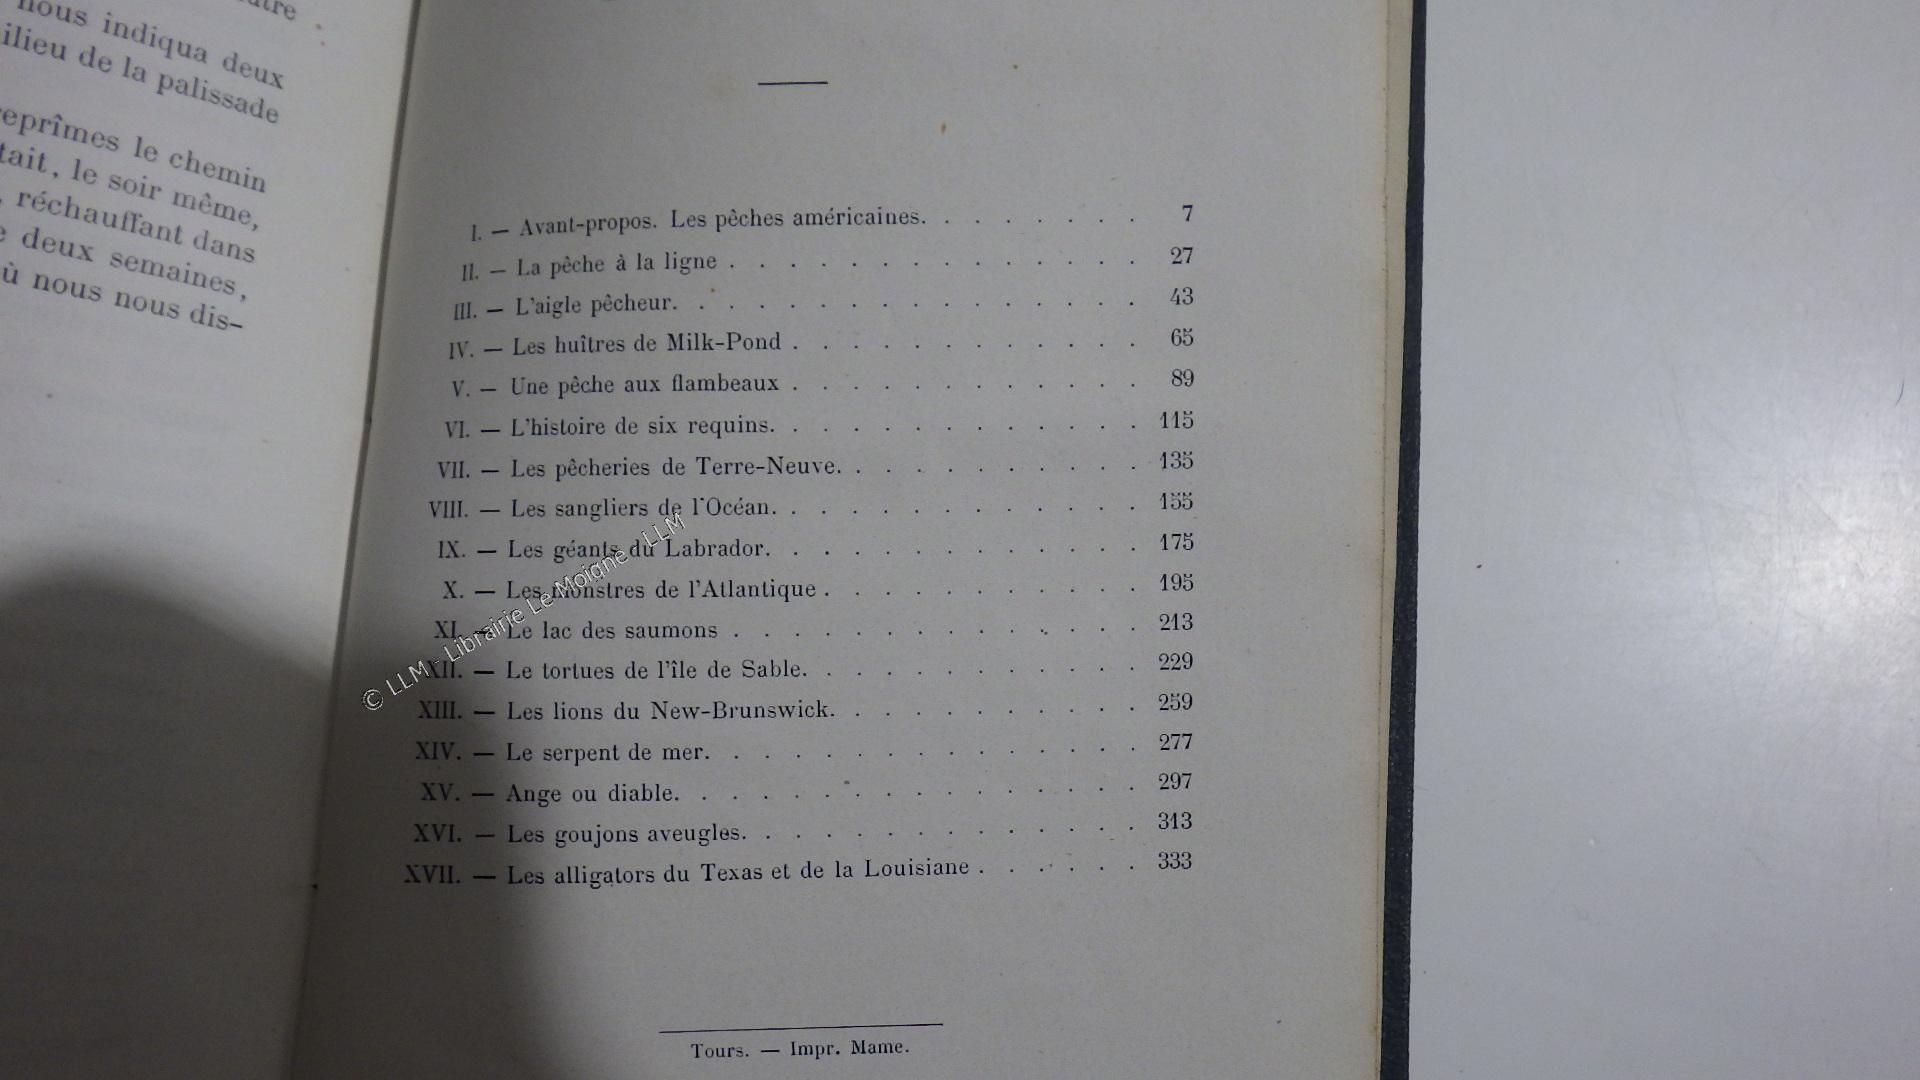 nous indiqua deux
de la palissade
le chemin
le soir même,
réchauffant dans
deux semaines,
nous nous dis-
I. — Avant-propos. Les pêches américaines. . . . . . . . 7
II. — La pêche à la ligne . . . . . . . . . . . . . . 27
III. — L'aigle pêcheur. . . . . . . . . . . . . . . . 43
IV. — Les huîtres de Milk-Pond . . . . . . . . . . . . 65
V. — Une pêche aux flambeaux . . . . . . . . . . . . 89
VI. — L'histoire de six requins. . . . . . . . . . . . . 115
VII. — Les pêcheries de Terre-Neuve. . . . . . . . . . . 135
VIII. — Les sangliers de l'Océan. . . . . . . . . . . . . 155
IX. — Les géants du Labrador. . . . . . . . . . . . . 175
X. — Les monstres de l'Atlantique . . . . . . . . . . . 195
XI. — Le lac des saumons . . . . . . . . . . . . . . 213
XII. — Le tortues de l'île de Sable. . . . . . . . . . . . 229
XIII. — Les lions du New-Brunswick. . . . . . . . . . . 259
XIV. — Le serpent de mer. . . . . . . . . . . . . . . 277
XV. — Ange ou diable. . . . . . . . . . . . . . . . 297
XVI. — Les goujons aveugles. . . . . . . . . . . . . . 313
XVII. — Les alligators du Texas et de la Louisiane . . . . . . 333
Tours. — Impr. Mame.
© LLM - Librairie Le Moigne - LLM